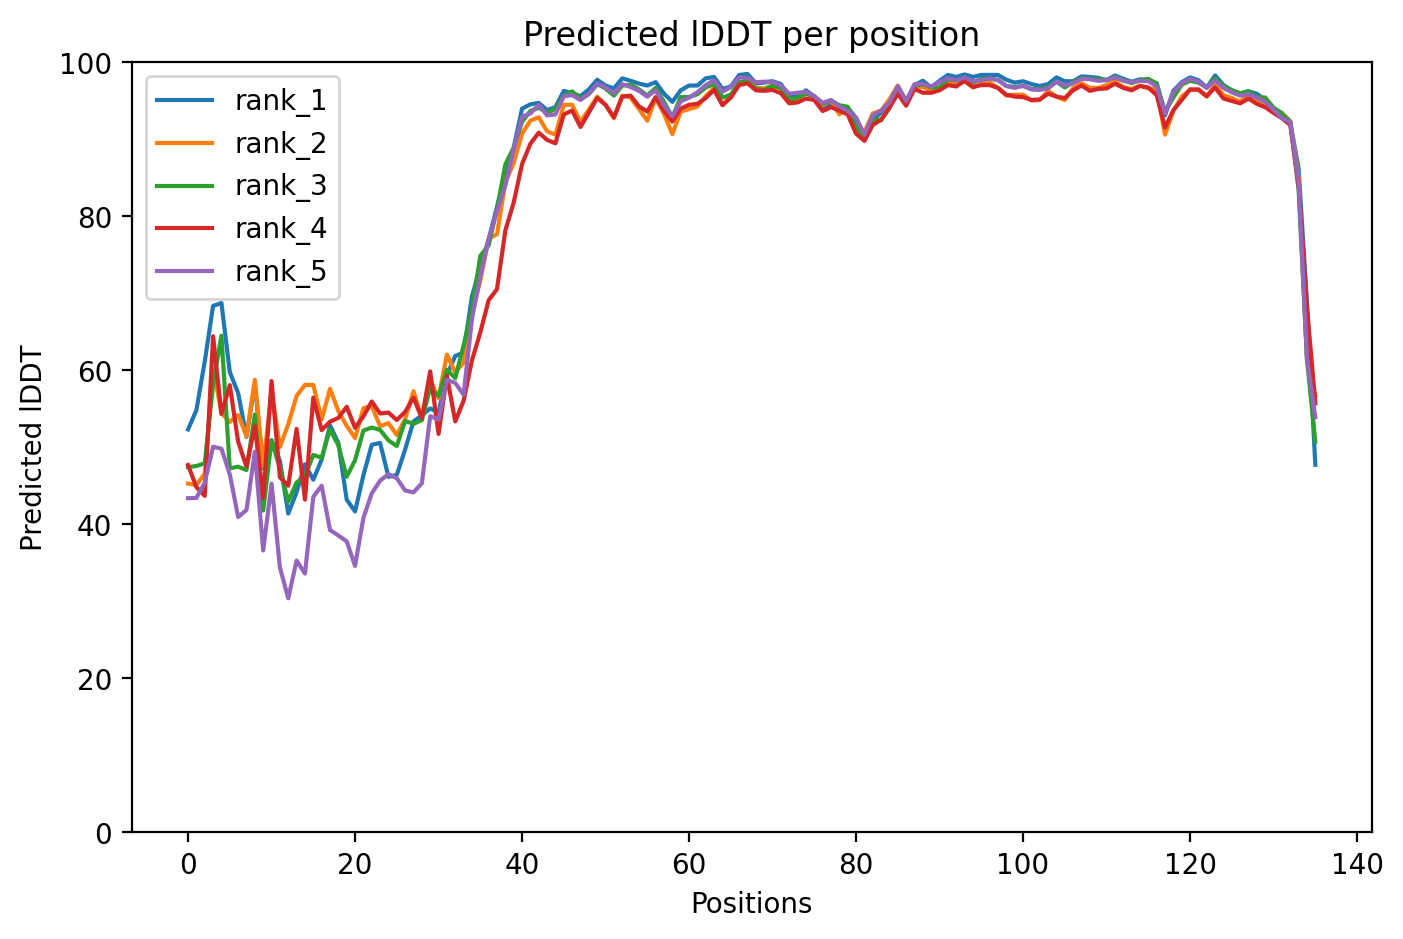 Predicted lDDT per position
100
80
60
40
20
0
Predicted lDDT
rank_1
rank_2
rank_3
rank_4
rank_5
0 20 40 60 80 100 120 140
Positions